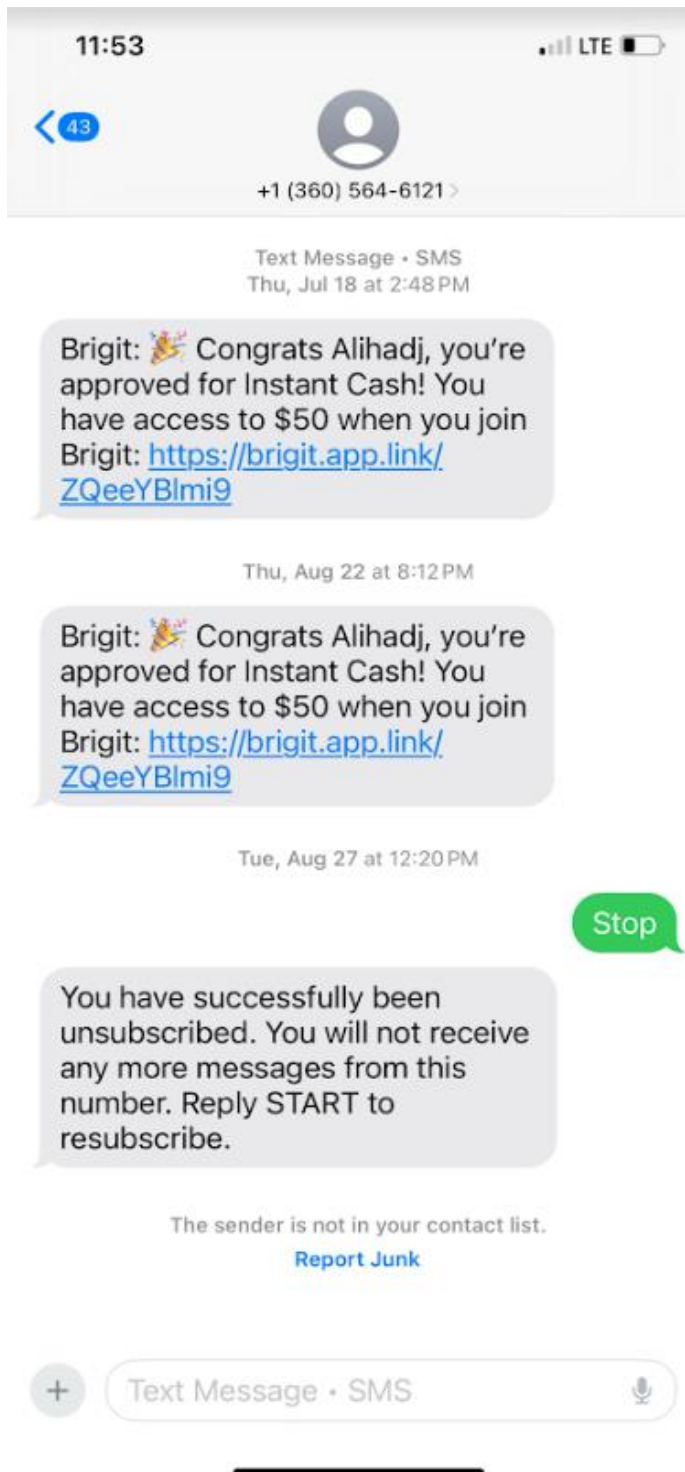 11:53
LTE
43
+1 (360) 564-6121 >
Text Message • SMS
Thu, Jul 18 at 2:48 PM
Brigit: 🎉 Congrats Alihadj, you're
approved for Instant Cash! You
have access to $50 when you join
Brigit: https://brigit.app.link/
ZQeeYBlmi9
Thu, Aug 22 at 8:12 PM
Brigit: 🎉 Congrats Alihadj, you're
approved for Instant Cash! You
have access to $50 when you join
Brigit: https://brigit.app.link/
ZQeeYBlmi9
Tue, Aug 27 at 12:20 PM
Stop
You have successfully been
unsubscribed. You will not receive
any more messages from this
number. Reply START to
resubscribe.
The sender is not in your contact list.
Report Junk
Text Message • SMS